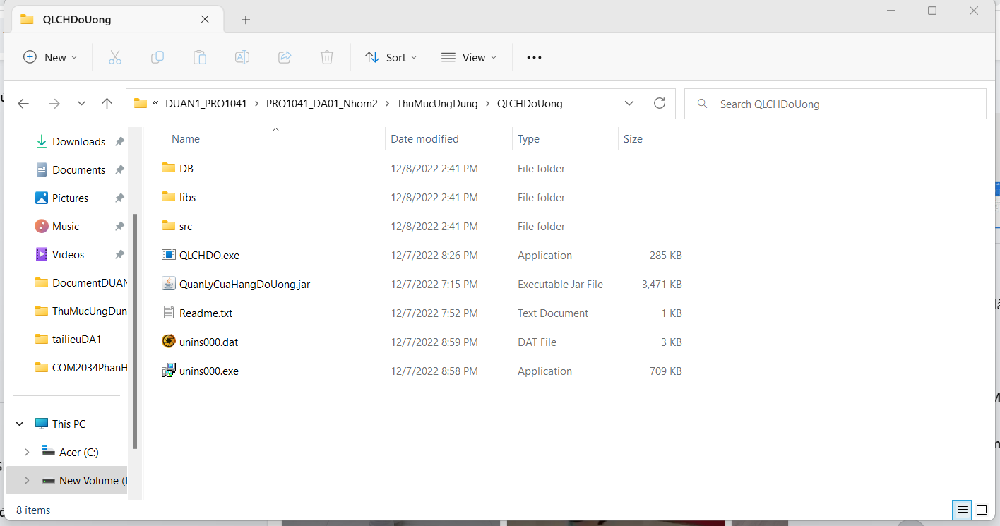 QLCHDoUong
New
Sort
View
« DUAN1_PRO1041 > PRO1041_DA01_Nhom2 > ThuMucUngDung > QLCHDoUong
Search QLCHDoUong
Downloads
Documents
Pictures
Music
Videos
DocumentDUAN
ThuMucUngDun
tailieuDA1
COM2034PhanH
This PC
Acer (C:)
New Volume (
Name Date modified Type Size
DB 12/8/2022 2:41 PM File folder
libs 12/8/2022 2:41 PM File folder
src 12/8/2022 2:41 PM File folder
QLCHDO.exe 12/7/2022 8:26 PM Application 285 KB
QuanLyCuaHangDoUong.jar 12/7/2022 7:15 PM Executable Jar File 3,471 KB
Readme.txt 12/7/2022 7:52 PM Text Document 1 KB
unins000.dat 12/7/2022 8:59 PM DAT File 3 KB
unins000.exe 12/7/2022 8:58 PM Application 709 KB
8 items